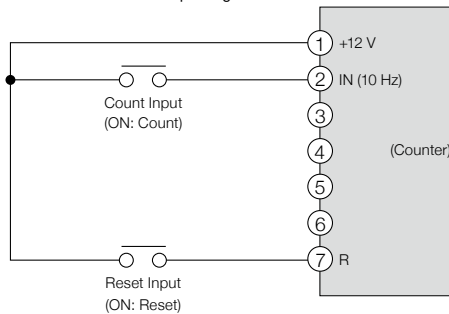 1 +12 V
2 IN (10 Hz)
Count Input
(ON: Count)
3
4 (Counter)
5
6
7 R
Reset Input
(ON: Reset)